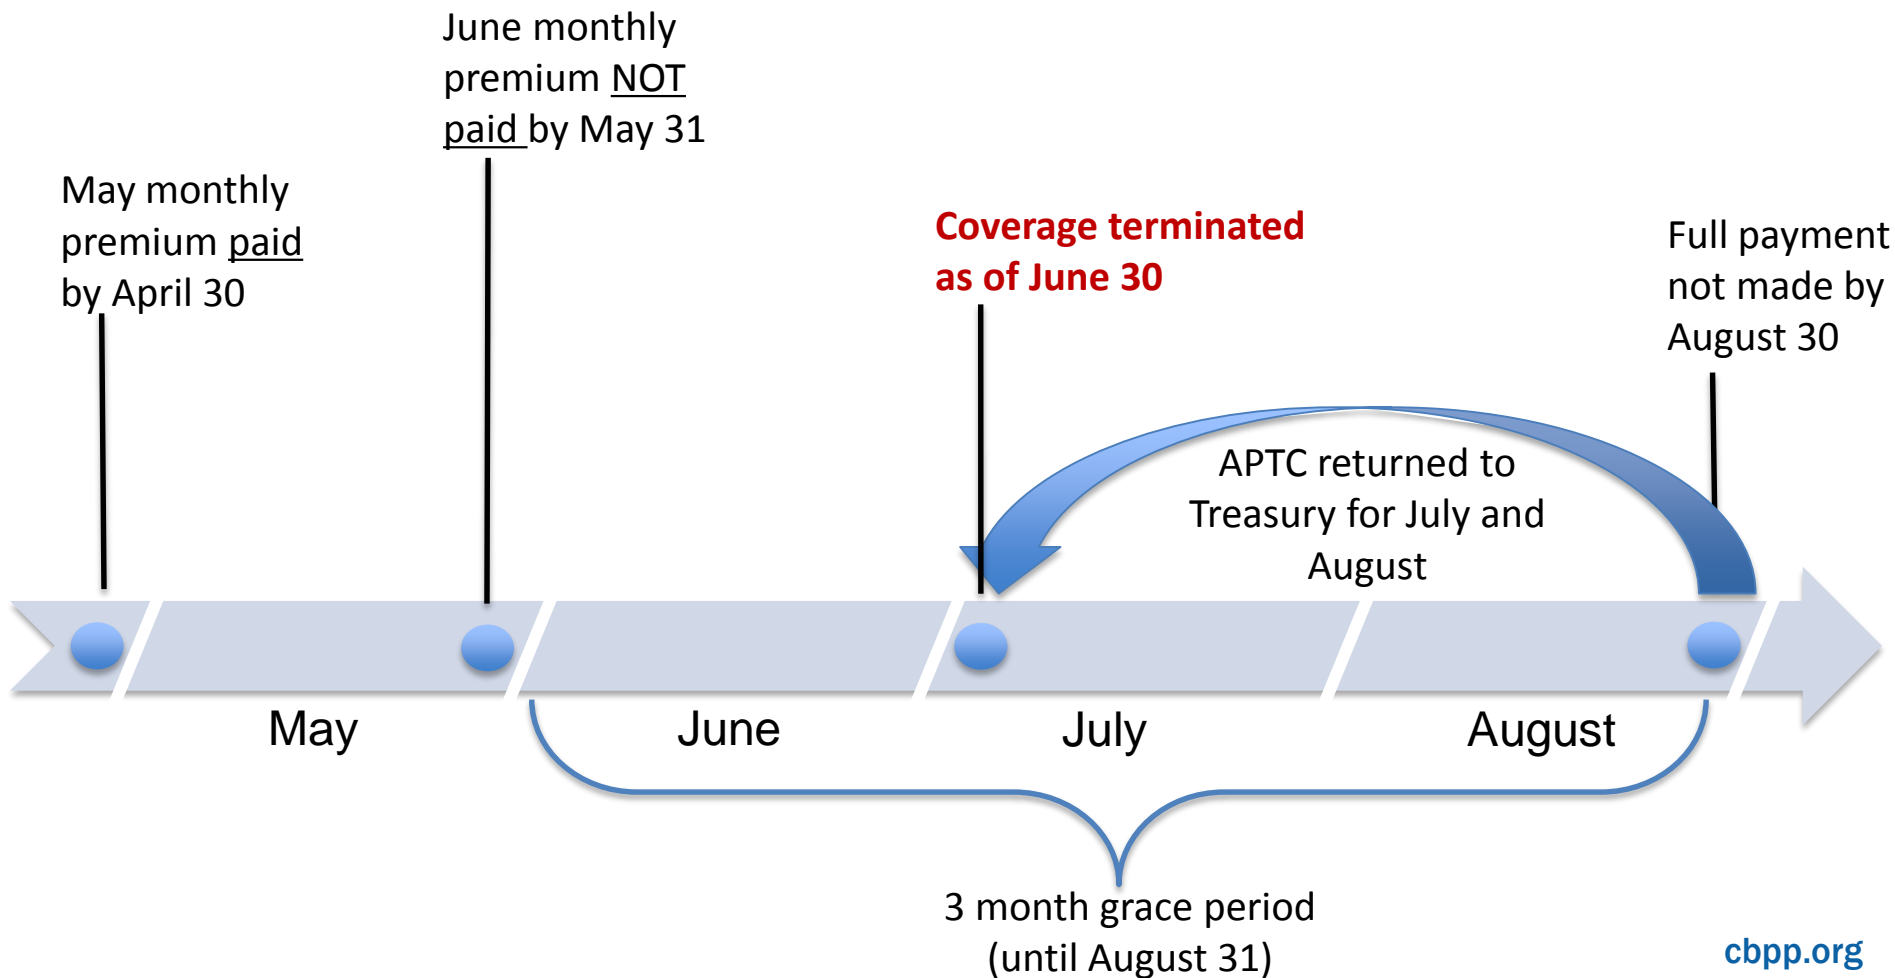 June monthly
premium NOT
paid by May 31
May monthly
premium paid
by April 30
Coverage terminated
as of June 30
Full payment
not made by
August 30
APTC returned to
Treasury for July and
August
May
June
July
August
3 month grace period
(until August 31)
cbpp.org